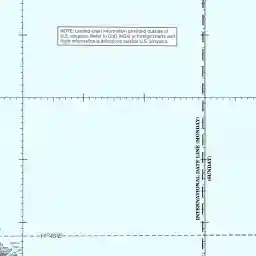 NOTE: Limited chart information provided outside of
U.S. airspace. Refer to DoD (NGA) or foreign charts and
flight information publications outside U.S. airspace.
INTERNATIONAL DATE LINE (MONDAY)
(SUNDAY)